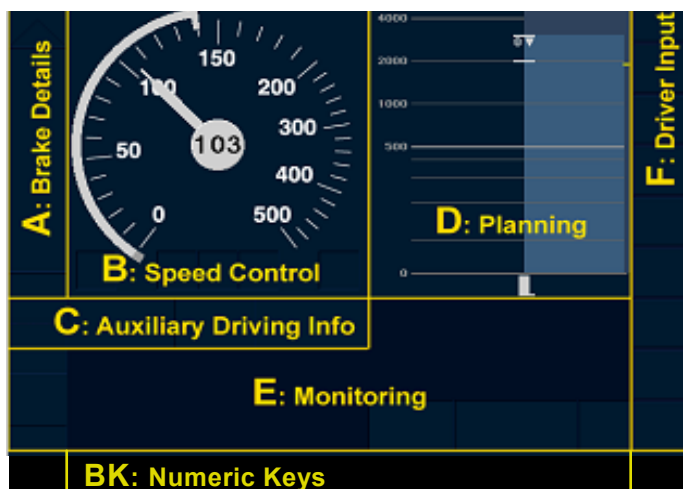 A: Brake Details
150
100
200
300
103
50
400
0
500
B: Speed Control
4000
2000
1000
500
D: Planning
0
F: Driver Input
C: Auxiliary Driving Info
E: Monitoring
BK: Numeric Keys